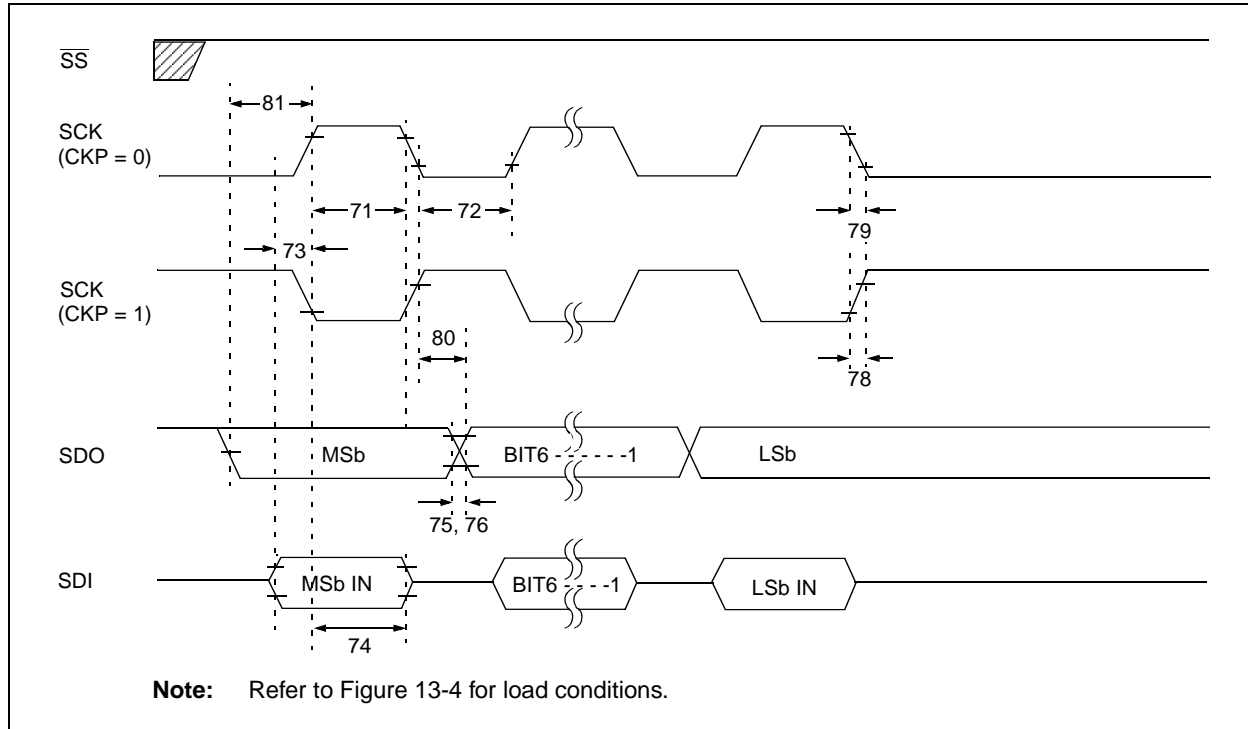 SS
81
SCK
(CKP = 0)
71
72
79
73
SCK
(CKP = 1)
80
78
SDO
MSb
BIT6 - - - - - -1
LSb
75, 76
SDI
MSb IN
BIT6 - - - -1
LSb IN
74
Note: Refer to Figure 13-4 for load conditions.